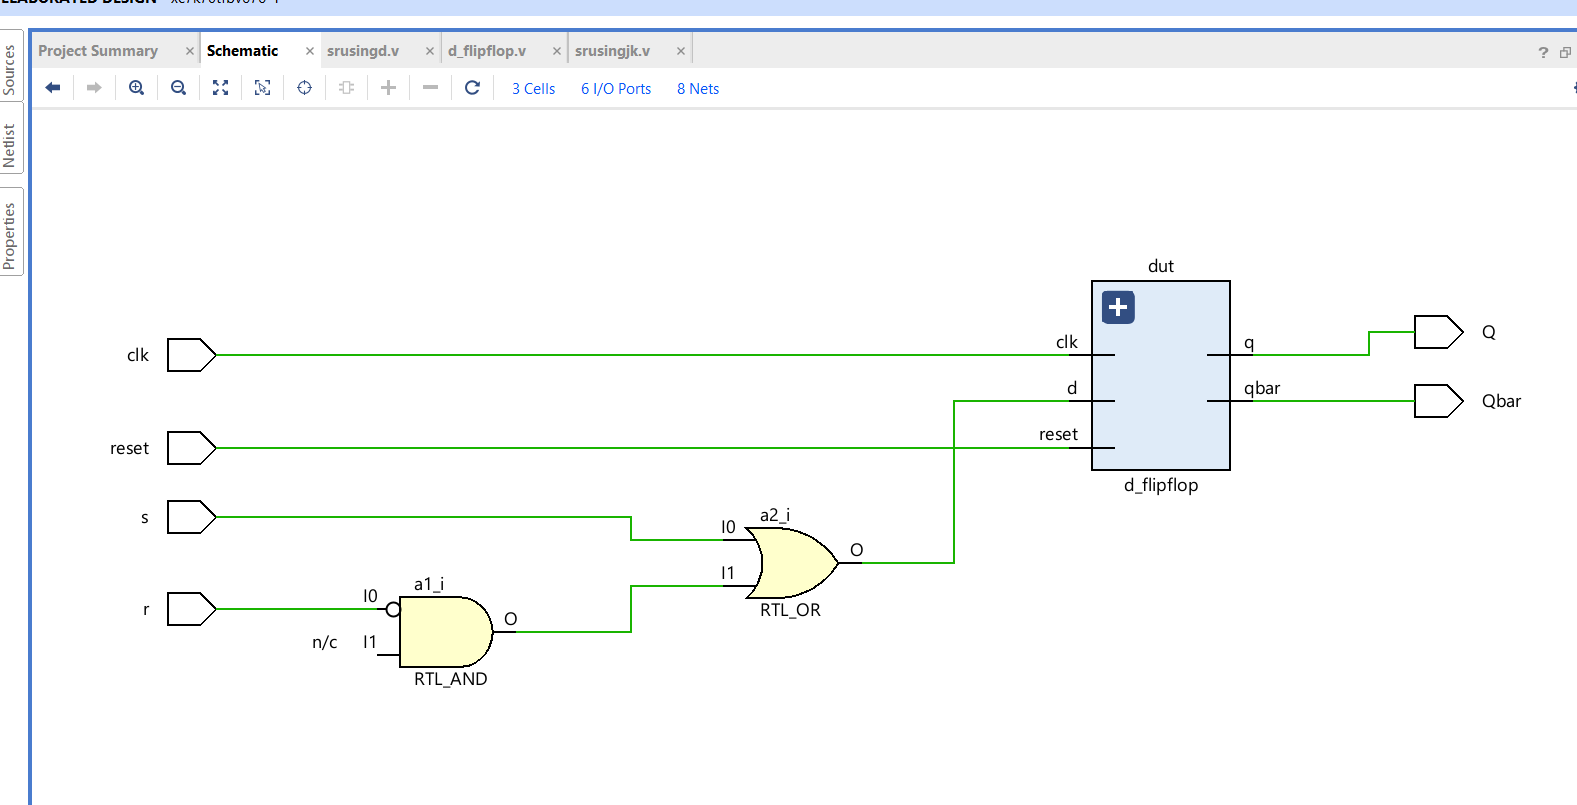 Project Summary
Schematic
srusingd.v
d_flipflop.v
srusingjk.v
?
3 Cells
6 I/O Ports
8 Nets
Sources
Netlist
Properties
dut
clk
clk
q
Q
d
qbar
Qbar
reset
reset
d_flipflop
s
a2_i
I0
O
I1
RTL_OR
r
a1_i
I0
O
n/c
I1
RTL_AND